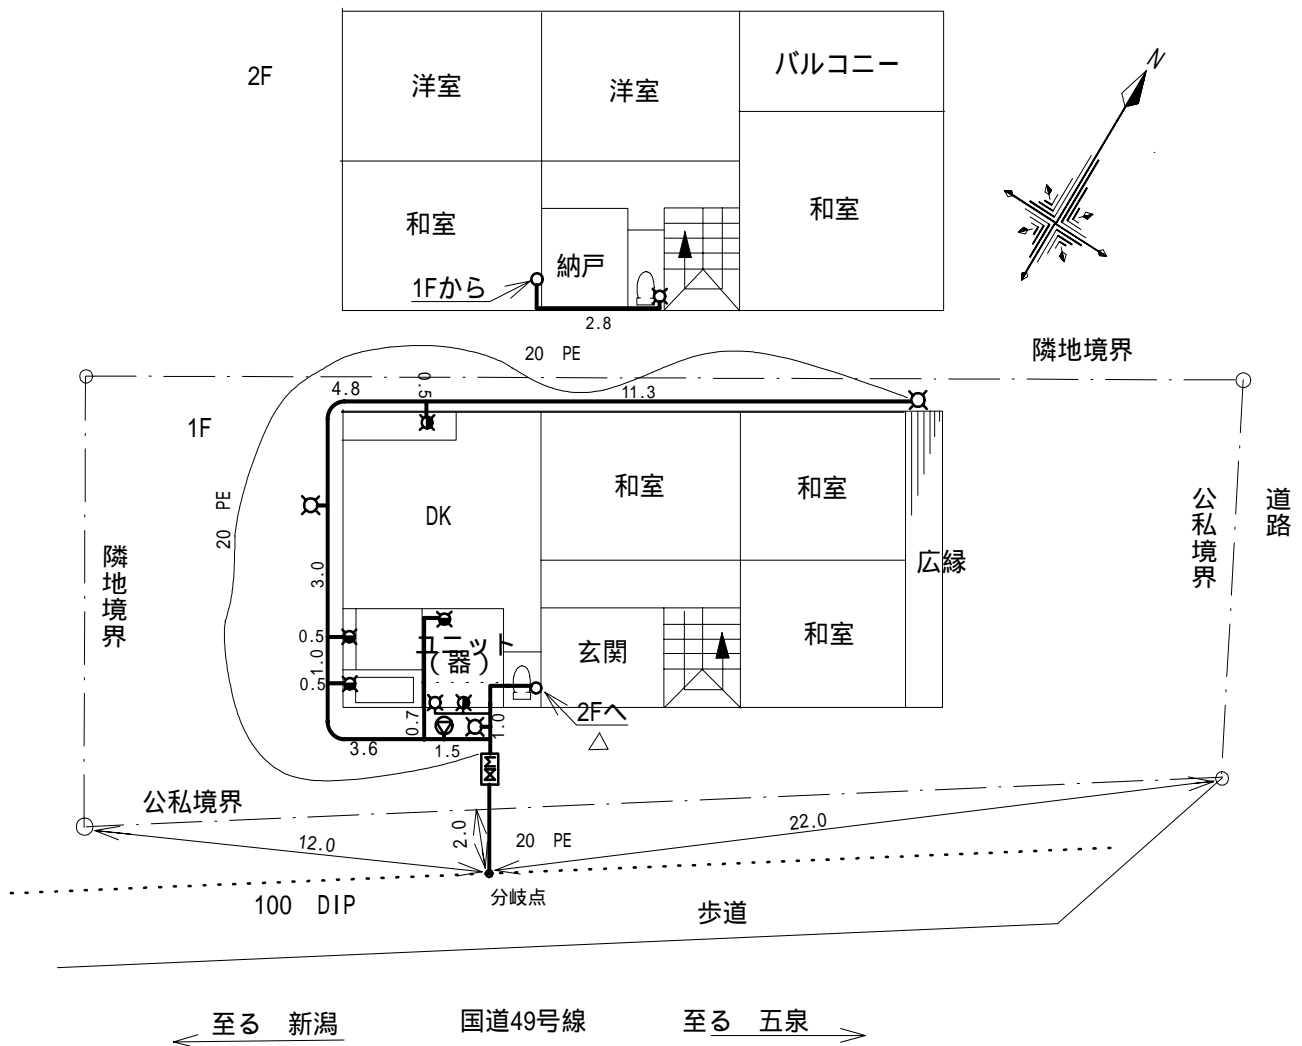 2F
洋室
洋室
バルコニー
N
和室
納戸
和室
1Fから
2.8
20 PE
隣地境界
4.8
0.5
11.3
1F
和室
和室
公私境界
道路
20 PE
DK
隣地境界
3.0
広縁
0.5
1.0
ユニット
(器)
玄関
和室
0.5
0.7
1.0
2Fへ
3.6
1.5
公私境界
12.0
2.0
20 PE
22.0
100 DIP
分岐点
歩道
至る 新潟
国道49号線
至る 五泉